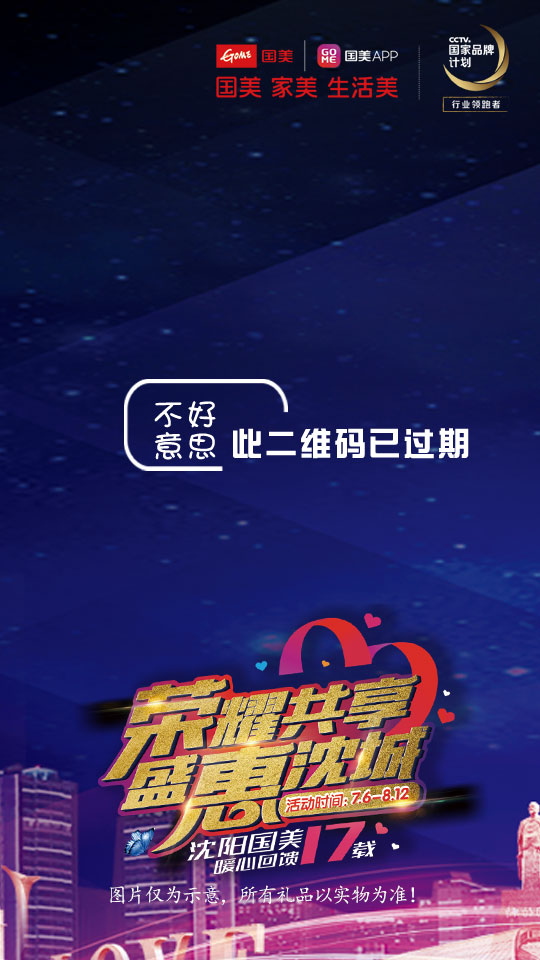 GOME 国美 GOME 国美APP
国美 家美 生活美
CCTV.
国家品牌
计划
行业领跑者
不好
意思 此二维码已过期
荣耀共享
盛惠沈城
活动时间:7.6-8.12
沈阳国美
暖心回馈17载
图片仅为示意，所有礼品以实物为准！
LOVE